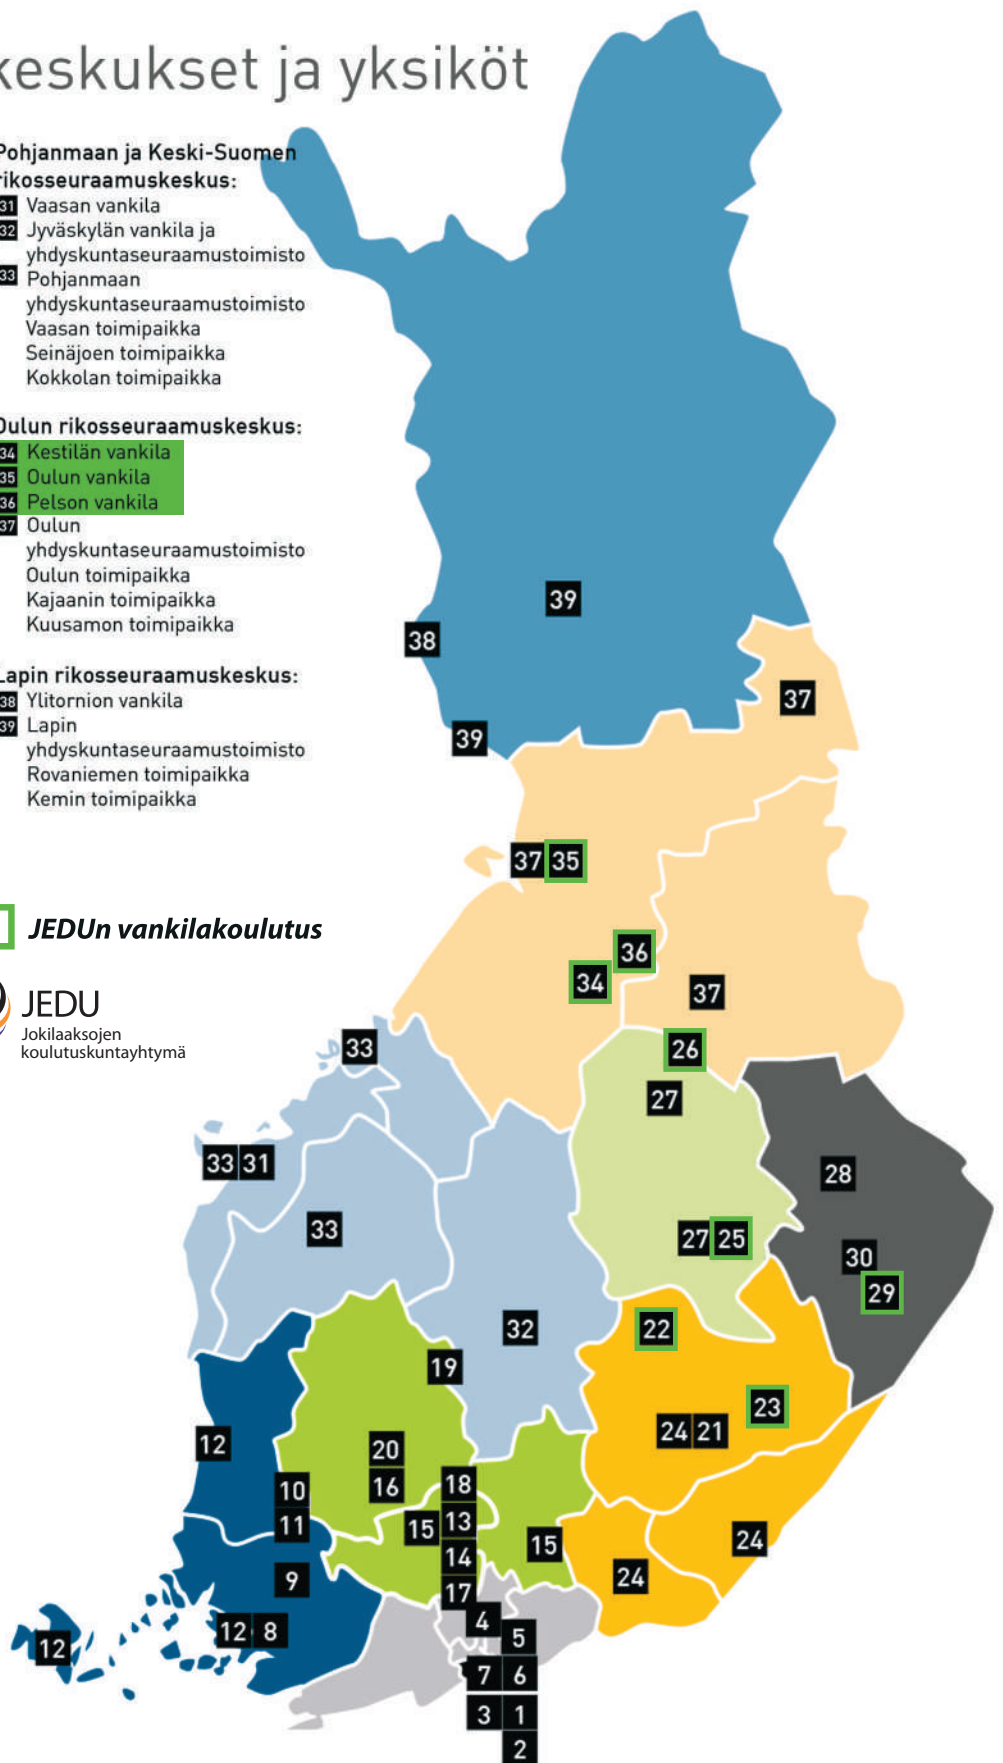 keskukset ja yksiköt
Pohjanmaan ja Keski-Suomen
rikosseuraamuskeskus:
31 Vaasan vankila
32 Jyväskylän vankila ja
yhdyskuntaseuraamustoimisto
33 Pohjanmaan
yhdyskuntaseuraamustoimisto
Vaasan toimipaikka
Seinäjoen toimipaikka
Kokkolan toimipaikka
Oulun rikosseuraamuskeskus:
34 Kestilän vankila
35 Oulun vankila
36 Pelson vankila
37 Oulun
yhdyskuntaseuraamustoimisto
Oulun toimipaikka
Kajaanin toimipaikka
Kuusamon toimipaikka
Lapin rikosseuraamuskeskus:
38 Ylitornion vankila
39 Lapin
yhdyskuntaseuraamustoimisto
Rovaniemen toimipaikka
Kemin toimipaikka
JEDUn vankilakoulutus
JEDU
Jokilaaksojen
koulutuskuntayhtymä
39
38
37
39
37 35
36
34
37
33
26
27
33 31
28
33
27 25
30
29
32
22
19
23
24 21
12
20
10
16
18
11
15
13
15
24
14
24
9
17
4
12 8
5
12
7 6
3 1
2